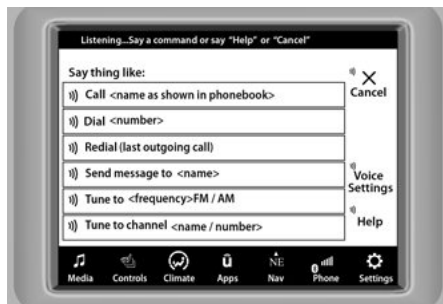 Listening...Say a command or say "Help" or "Cancel"
Say thing like:
Call <name as shown in phonebook>
Dial <number>
Redial (last outgoing call)
Send message to <name>
Tune to <frequency>FM / AM
Tune to channel <name / number>
Cancel
Voice
Settings
Help
NE
Media Controls Climate Apps Nav Phone Settings